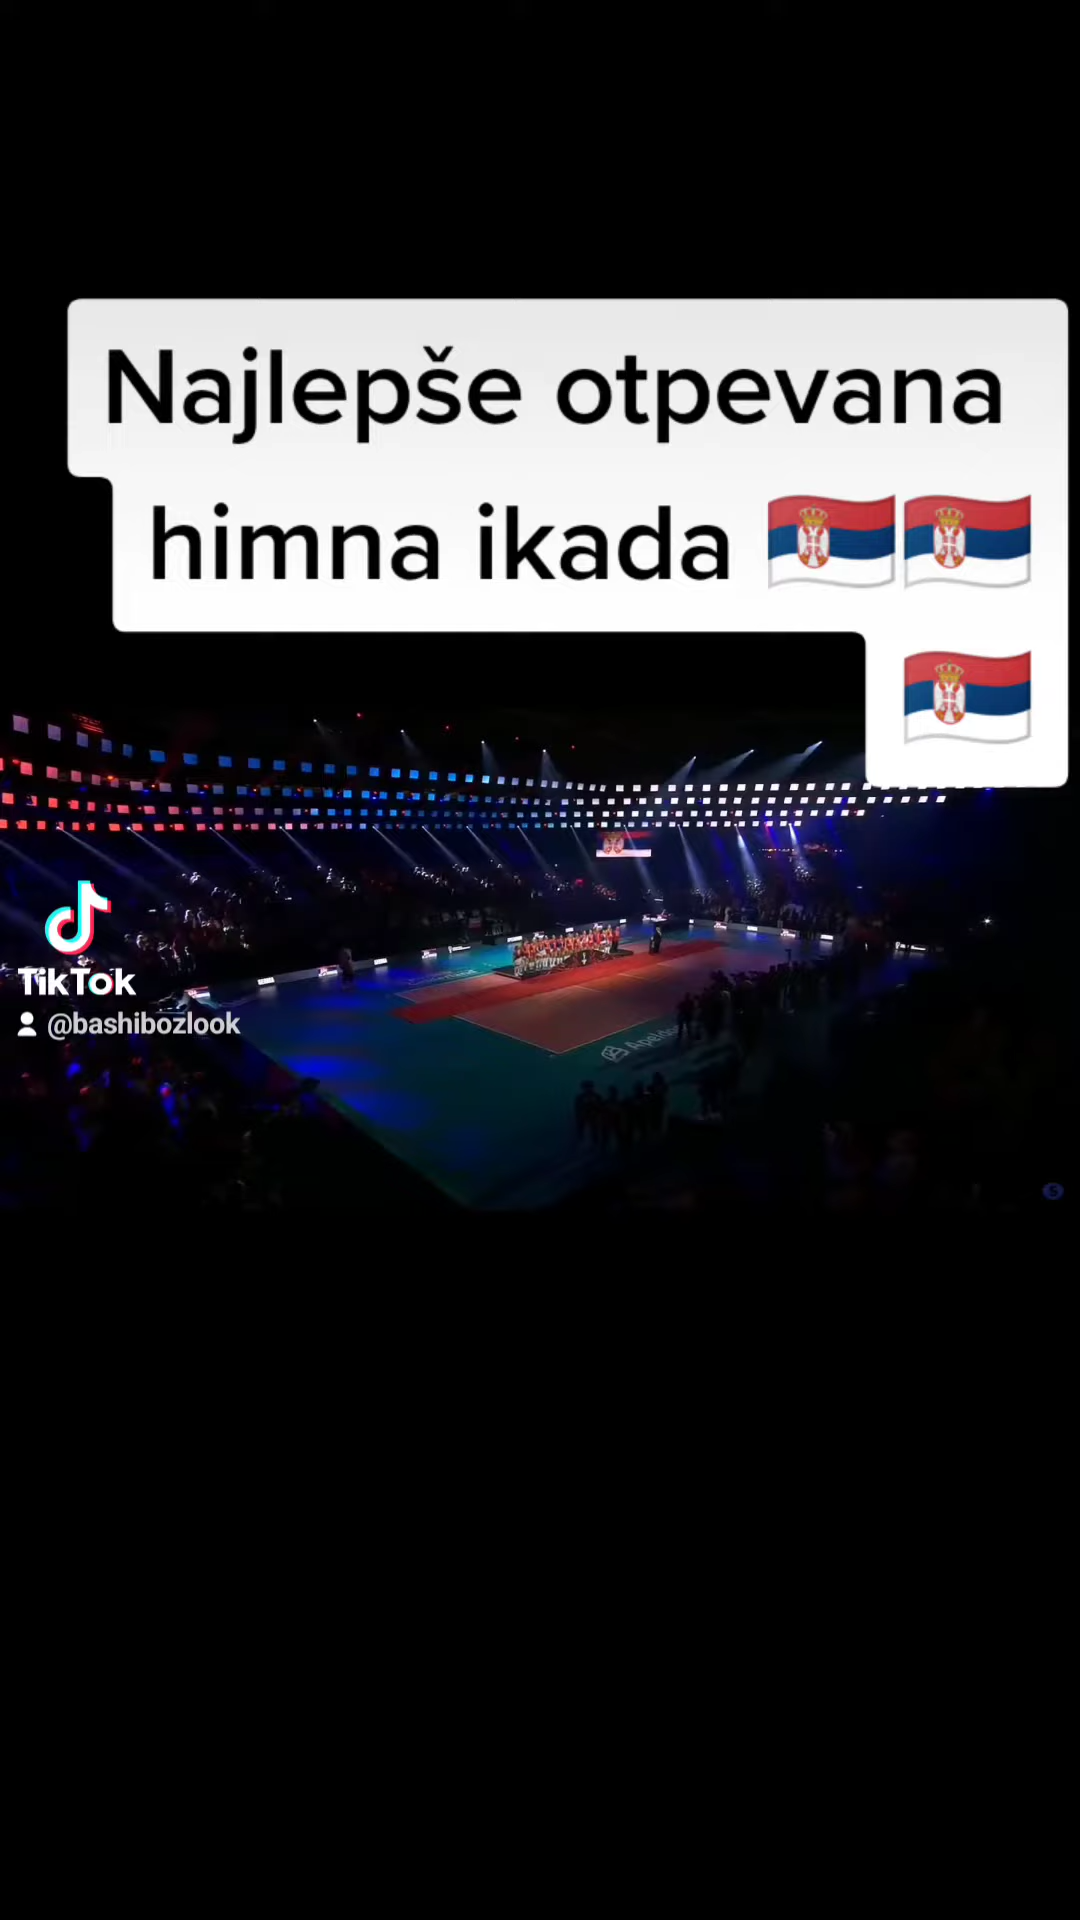 Najlepše otpevana
himna ikada 🇷🇸🇷🇸
🇷🇸
TikTok
@bashibozlook